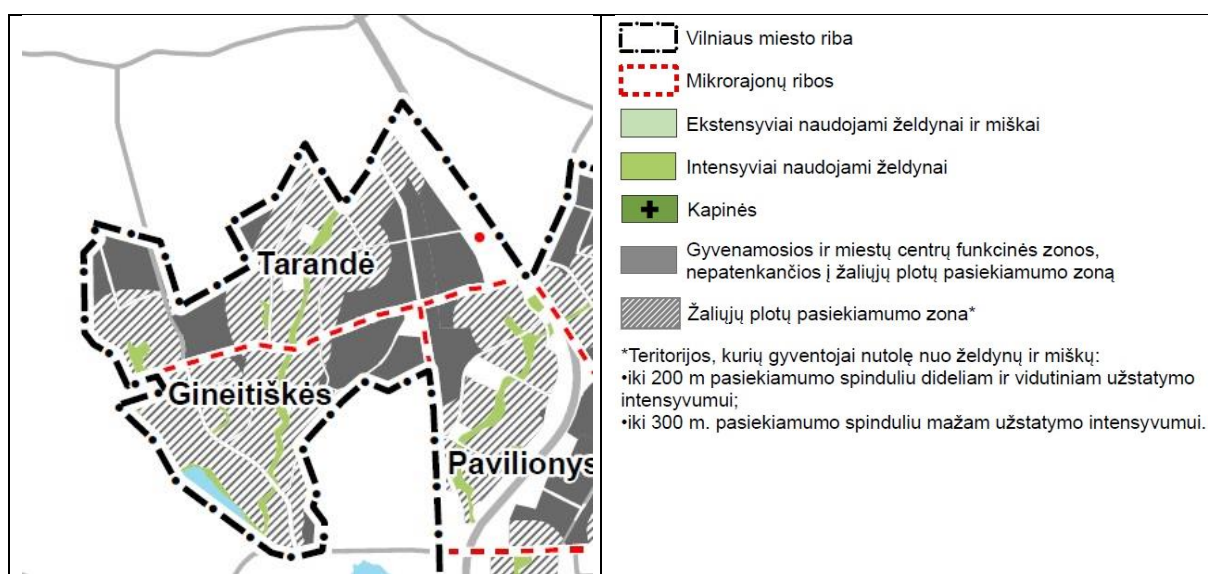 Tarandė
Gineitiškės
Pavilionys
Vilniaus miesto riba
Mikrorajonų ribos
Ekstensyviai naudojami želdynai ir miškai
Intensyviai naudojami želdynai
Kapinės
Gyvenamosios ir miestų centrų funkcinės zonos,
nepatenkančios į žaliųjų plotų pasiekiamumo zoną
Žaliųjų plotų pasiekiamumo zona*
*Teritorijos, kurių gyventojai nutolę nuo želdynų ir miškų:
•iki 200 m pasiekiamumo spinduliu dideliam ir vidutiniam užstatymo
intensyvumui;
•iki 300 m. pasiekiamumo spinduliu mažam užstatymo intensyvumui.